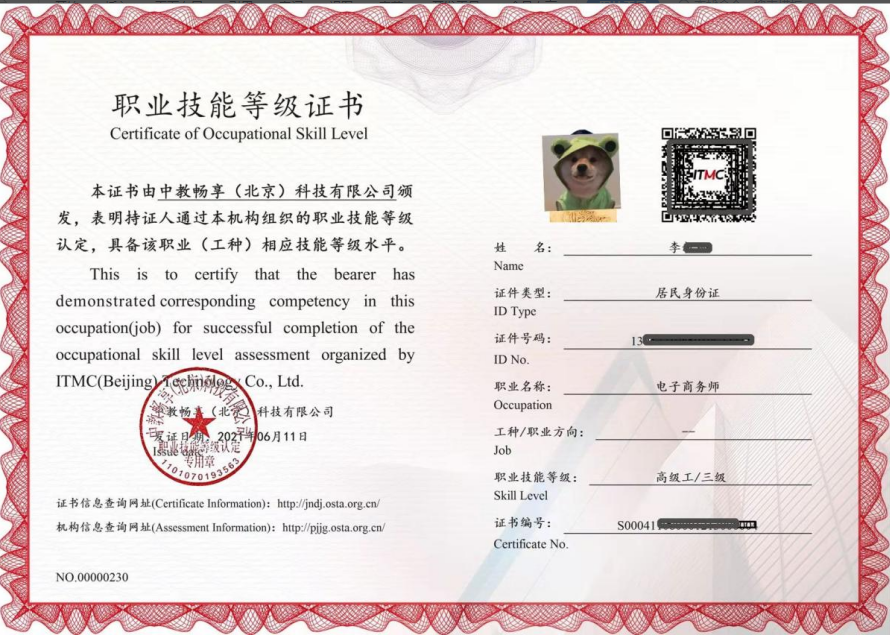 职业技能等级证书
Certificate of Occupational Skill Level
本证书由中教畅享（北京）科技有限公司颁
发，表明持证人通过本机构组织的职业技能等级
认定，具备该职业（工种）相应技能等级水平。
This is to certify that the bearer has
demonstrated corresponding competency in this
occupation(job) for successful completion of the
occupational skill level assessment organized by
ITMC(Beijing) Technology Co., Ltd.
中教畅享（北京）科技有限公司
发证日期：2021年06月11日
Issue date
中教畅享（北京）科技有限公司
职业技能等级认定
专用章
1101070193563
证书信息查询网址(Certificate Information)：http://jndj.osta.org.cn/
机构信息查询网址(Assessment Information)：http://pjjg.osta.org.cn/
NO.00000230
ITMC
姓 名： 李
Name
证件类型： 居民身份证
ID Type
证件号码： 13
ID No.
职业名称： 电子商务师
Occupation
工种/职业方向： —
Job
职业技能等级： 高级工/三级
Skill Level
证书编号： S00041
Certificate No.